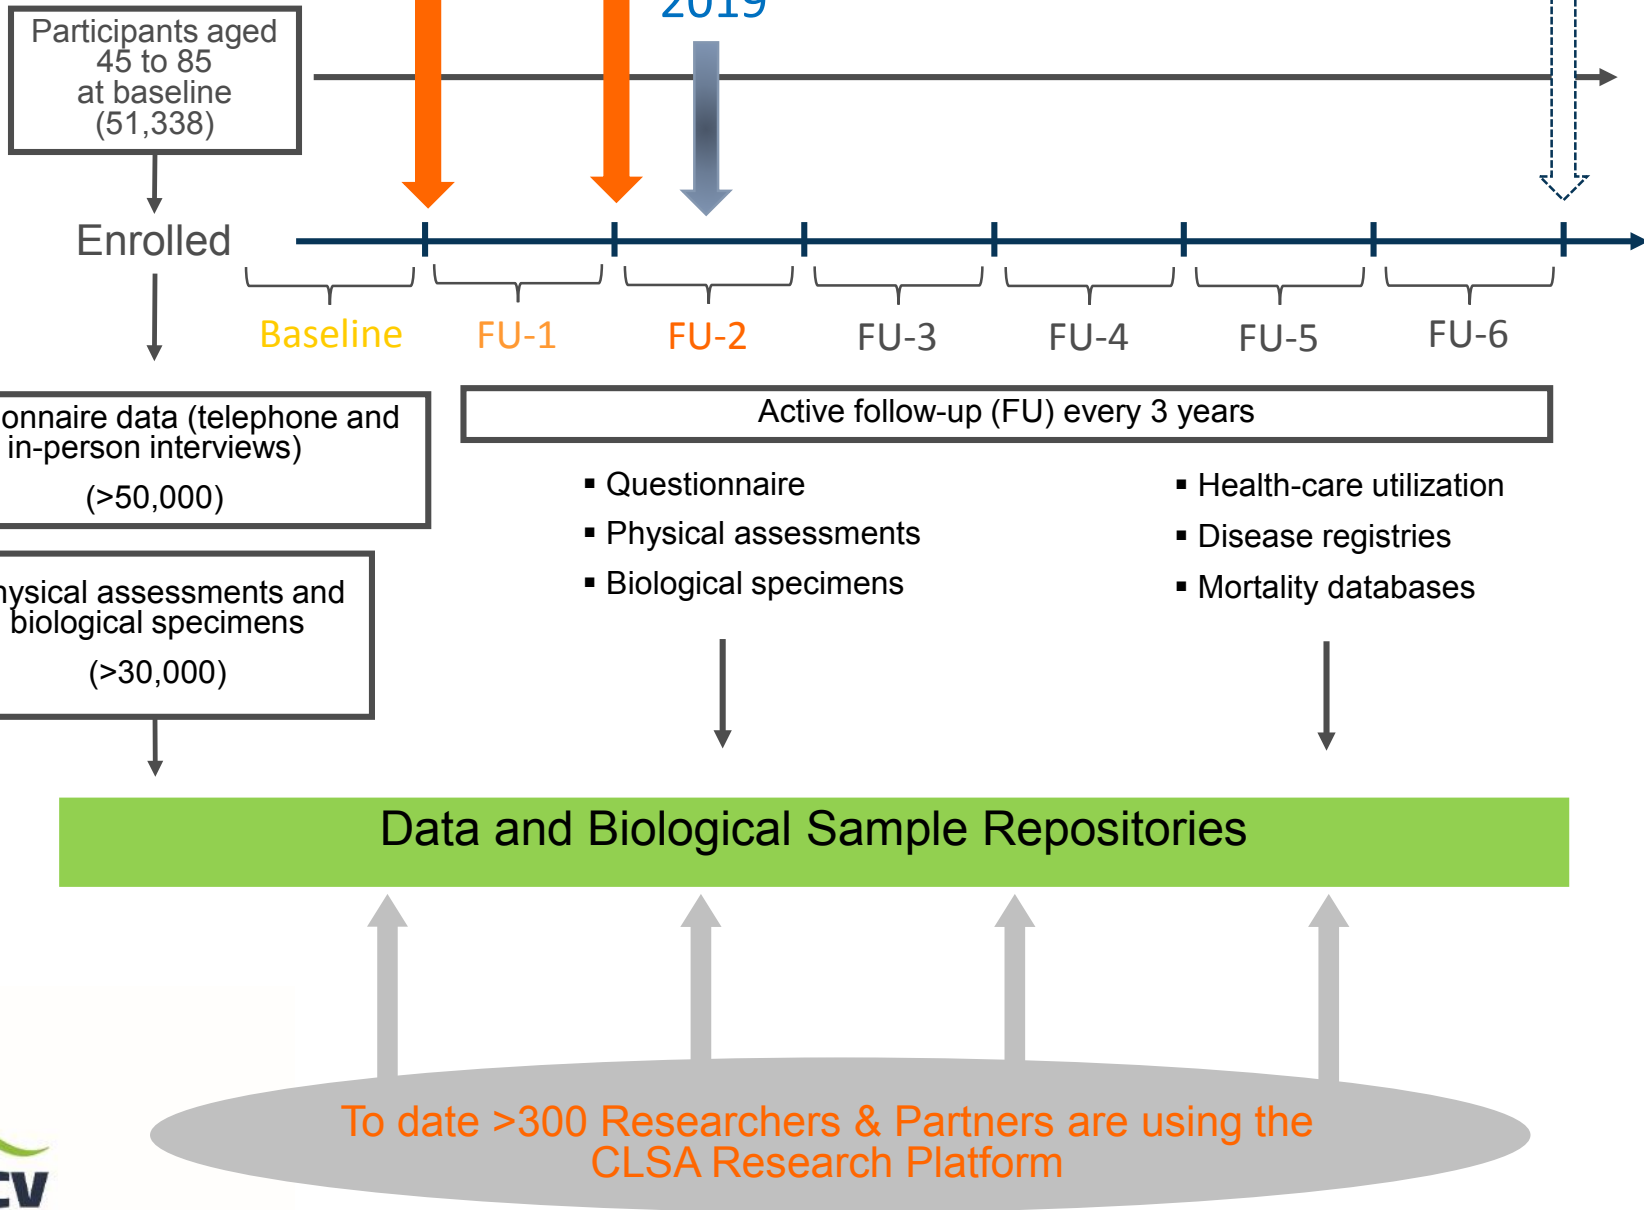 2019
Participants aged
45 to 85
at baseline
(51,338)
Enrolled
Baseline
FU-1
FU-2
FU-3
FU-4
FU-5
FU-6
onnaire data (telephone and
in-person interviews)
(>50,000)
Active follow-up (FU) every 3 years
▪ Questionnaire
▪ Physical assessments
▪ Biological specimens
▪ Health-care utilization
▪ Disease registries
▪ Mortality databases
hysical assessments and
biological specimens
(>30,000)
Data and Biological Sample Repositories
To date >300 Researchers & Partners are using the
CLSA Research Platform